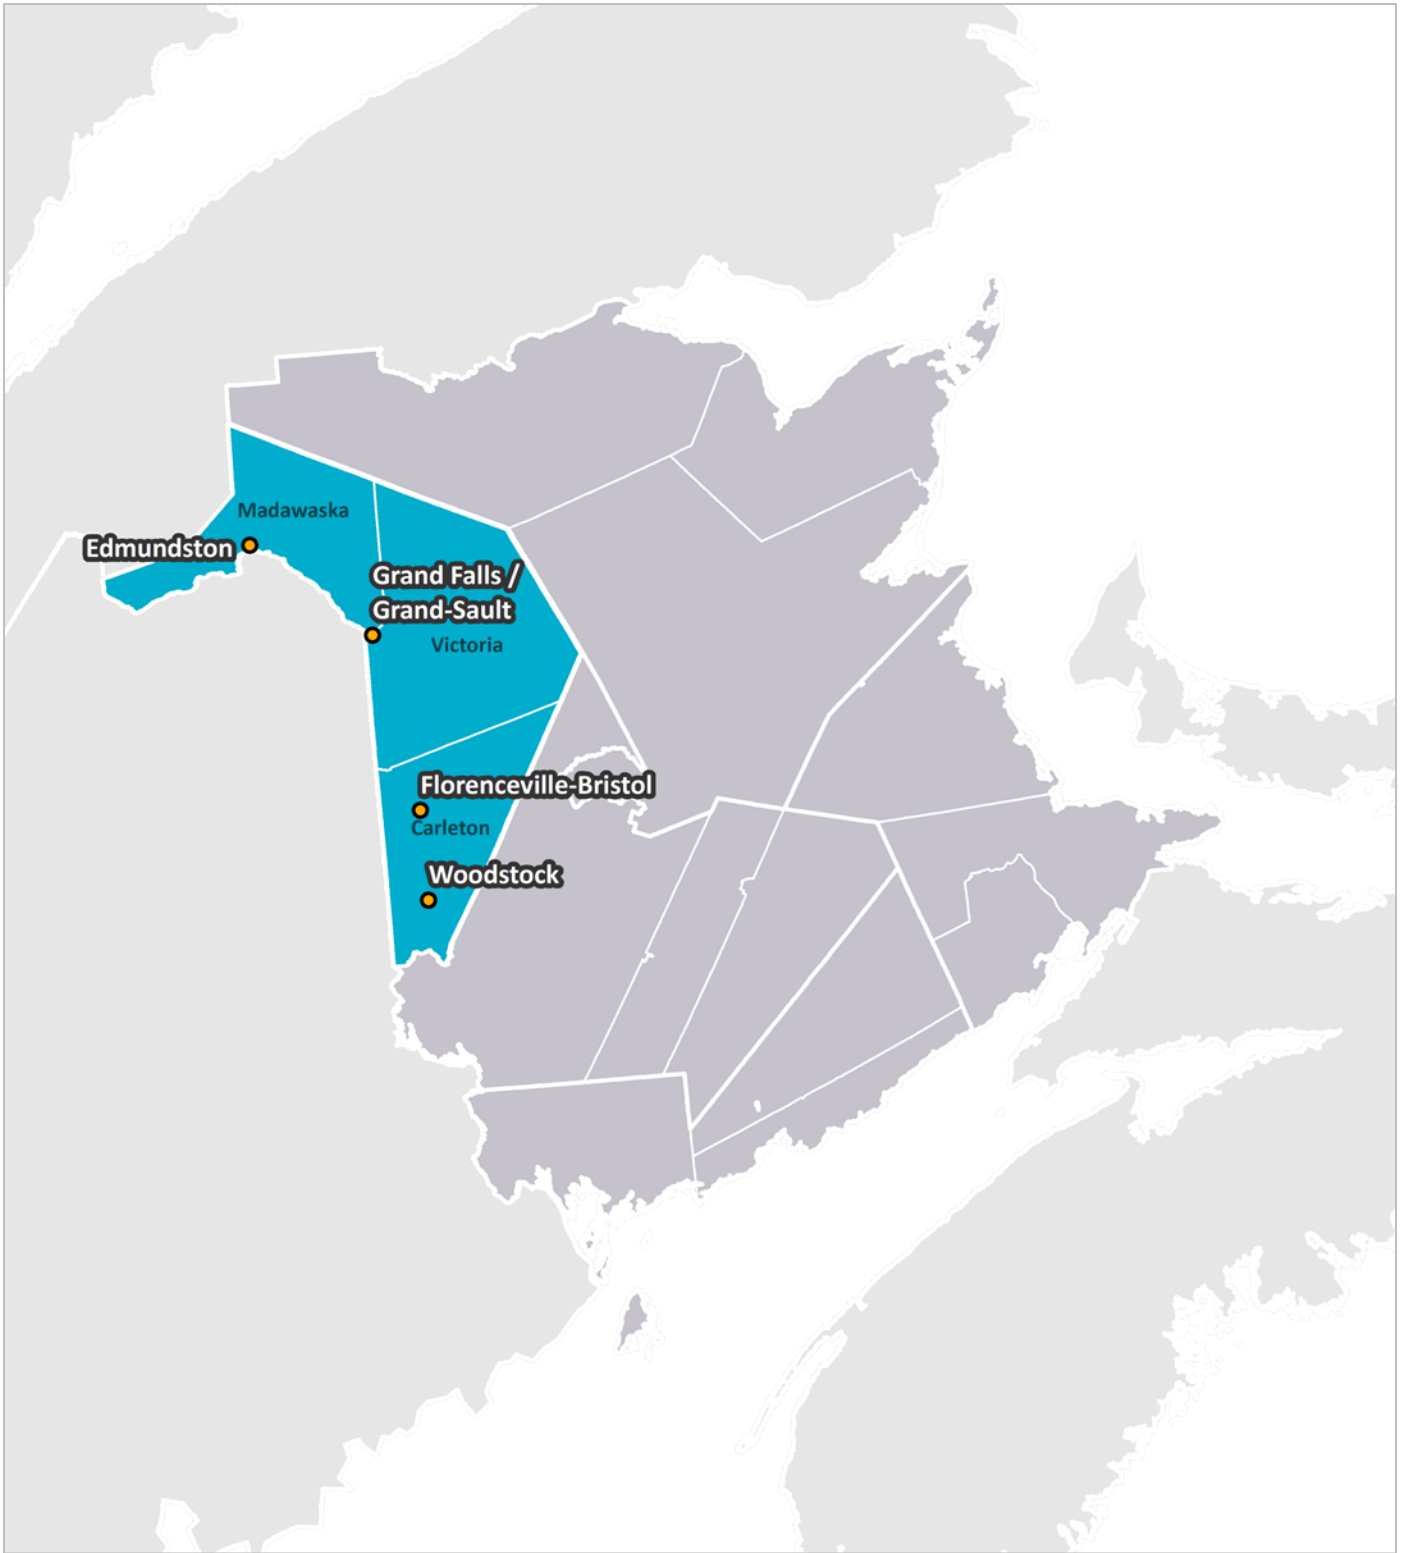 Madawaska
Edmundston
Grand Falls /
Grand-Sault
Victoria
Florenceville-Bristol
Carleton
Woodstock